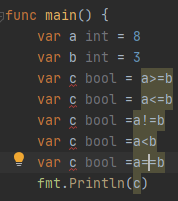 func main() {
var a int = 8
var b int = 3
var c bool = a>=b
var c bool = a<=b
var c bool =a!=b
var c bool =a<b
var c bool =a==b
fmt.Println(c)